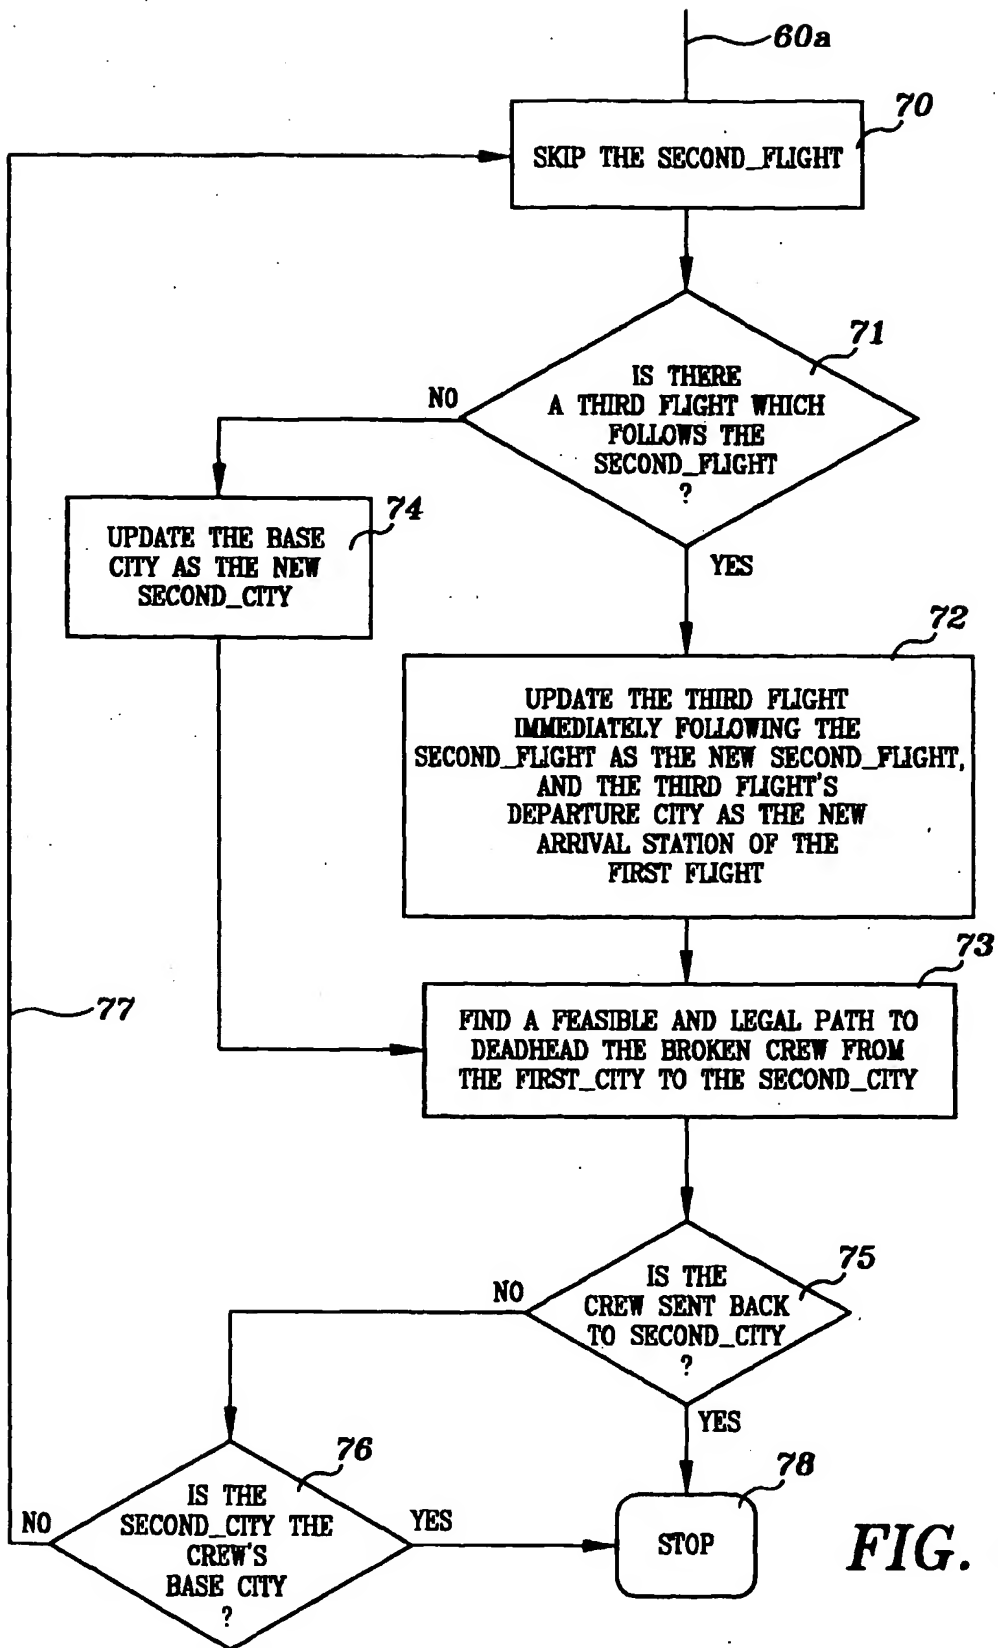 60a
70
SKIP THE SECOND_FLIGHT
71
IS THERE
A THIRD FLIGHT WHICH
FOLLOWS THE
SECOND_FLIGHT
?
NO
YES
74
UPDATE THE BASE
CITY AS THE NEW
SECOND_CITY
72
UPDATE THE THIRD FLIGHT
IMMEDIATELY FOLLOWING THE
SECOND_FLIGHT AS THE NEW SECOND_FLIGHT,
AND THE THIRD FLIGHT'S
DEPARTURE CITY AS THE NEW
ARRIVAL STATION OF THE
FIRST FLIGHT
73
FIND A FEASIBLE AND LEGAL PATH TO
DEADHEAD THE BROKEN CREW FROM
THE FIRST_CITY TO THE SECOND_CITY
77
75
IS THE
CREW SENT BACK
TO SECOND_CITY
?
NO
YES
76
IS THE
SECOND_CITY THE
CREW'S
BASE CITY
?
NO
YES
78
STOP
FIG.